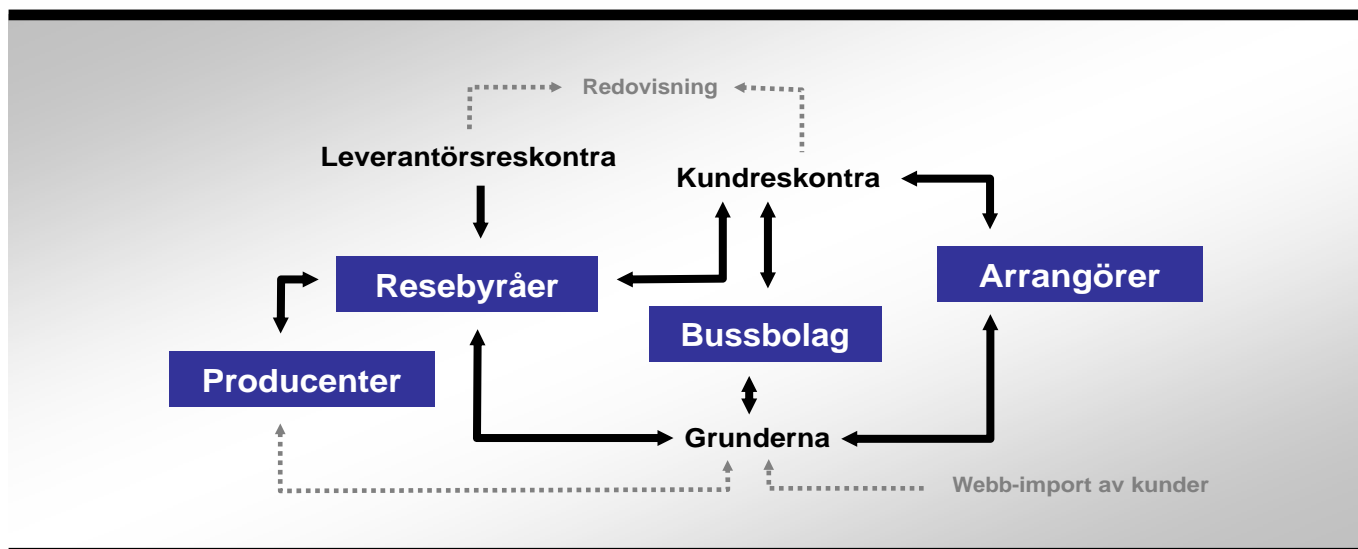 Redovisning
Leverantörsreskontra
Kundreskontra
Resebyråer
Arrangörer
Bussbolag
Producenter
Grunderna
Webb-import av kunder